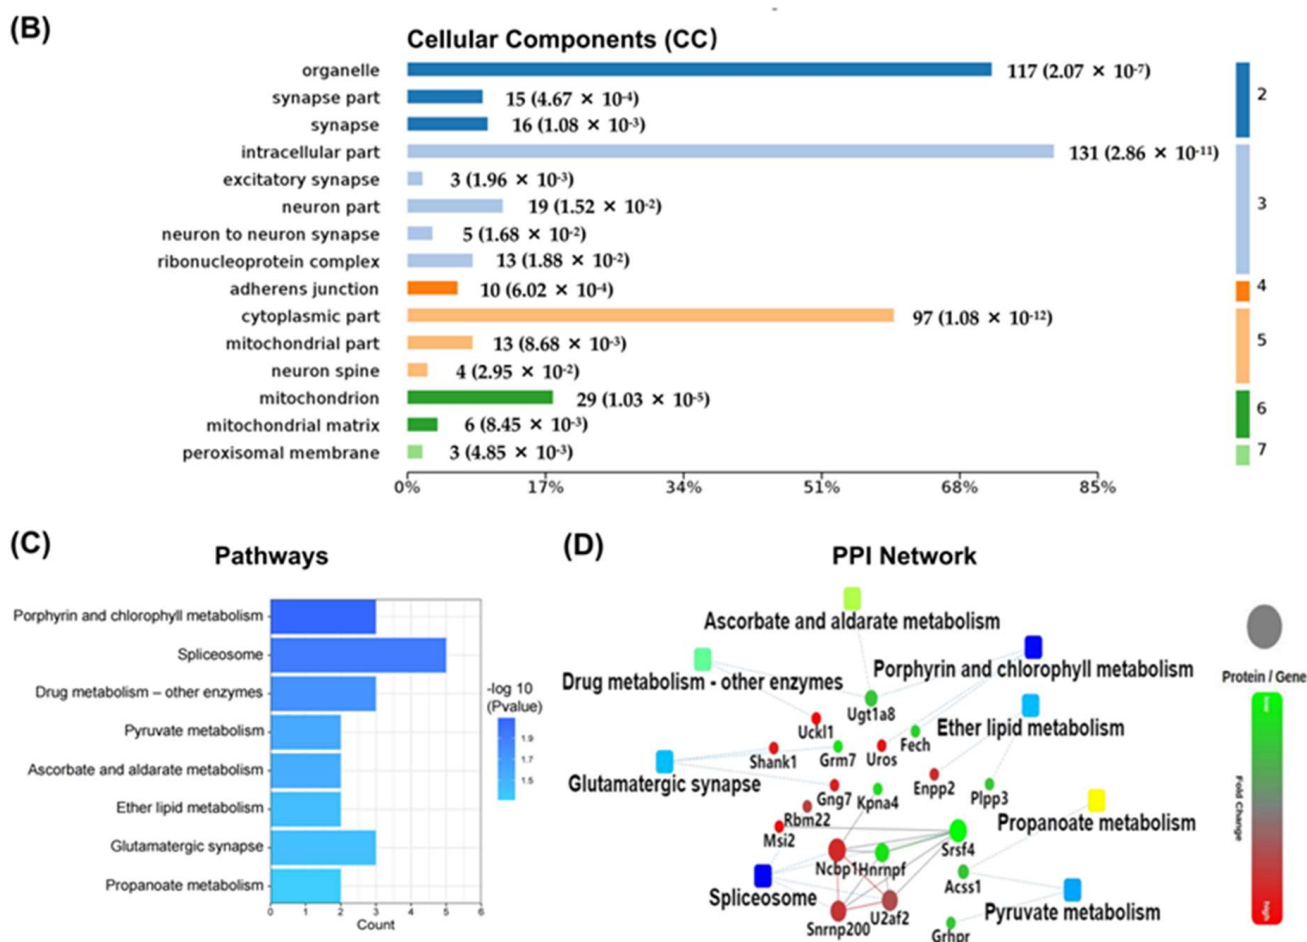 (B)
Cellular Components (CC)
organelle 117 (2.07 × 10-7)
synapse part 15 (4.67 × 10-4)
synapse 16 (1.08 × 10-3)
intracellular part 131 (2.86 × 10-11)
excitatory synapse 3 (1.96 × 10-3)
neuron part 19 (1.52 × 10-2)
neuron to neuron synapse 5 (1.68 × 10-2)
ribonucleoprotein complex 13 (1.88 × 10-2)
adherens junction 10 (6.02 × 10-4)
cytoplasmic part 97 (1.08 × 10-12)
mitochondrial part 13 (8.68 × 10-3)
neuron spine 4 (2.95 × 10-2)
mitochondrion 29 (1.03 × 10-5)
mitochondrial matrix 6 (8.45 × 10-3)
peroxisomal membrane 3 (4.85 × 10-3)
0% 17% 34% 51% 68% 85%
2
3
4
5
6
7
(C)
Pathways
Porphyrin and chlorophyll metabolism
Spliceosome
Drug metabolism – other enzymes
Pyruvate metabolism
Ascorbate and aldarate metabolism
Ether lipid metabolism
Glutamatergic synapse
Propanoate metabolism
0 1 2 3 4 5 6
Count
-log 10
(Pvalue)
1.9
1.7
1.5
(D)
PPI Network
Ascorbate and aldarate metabolism
Porphyrin and chlorophyll metabolism
Drug metabolism - other enzymes
Ugt1a8
Uckl1
Ether lipid metabolism
Fech
Uros
Grm7
Shank1
Glutamatergic synapse
Enpp2
Plpp3
Gng7
Kpna4
Rbm22
Propanoate metabolism
Msi2
Srsf4
Ncbp1
Hnrnpf
Acss1
Spliceosome
U2af2
Pyruvate metabolism
Snrnp200
Grhpr
Protein / Gene
low
Fold Change
high